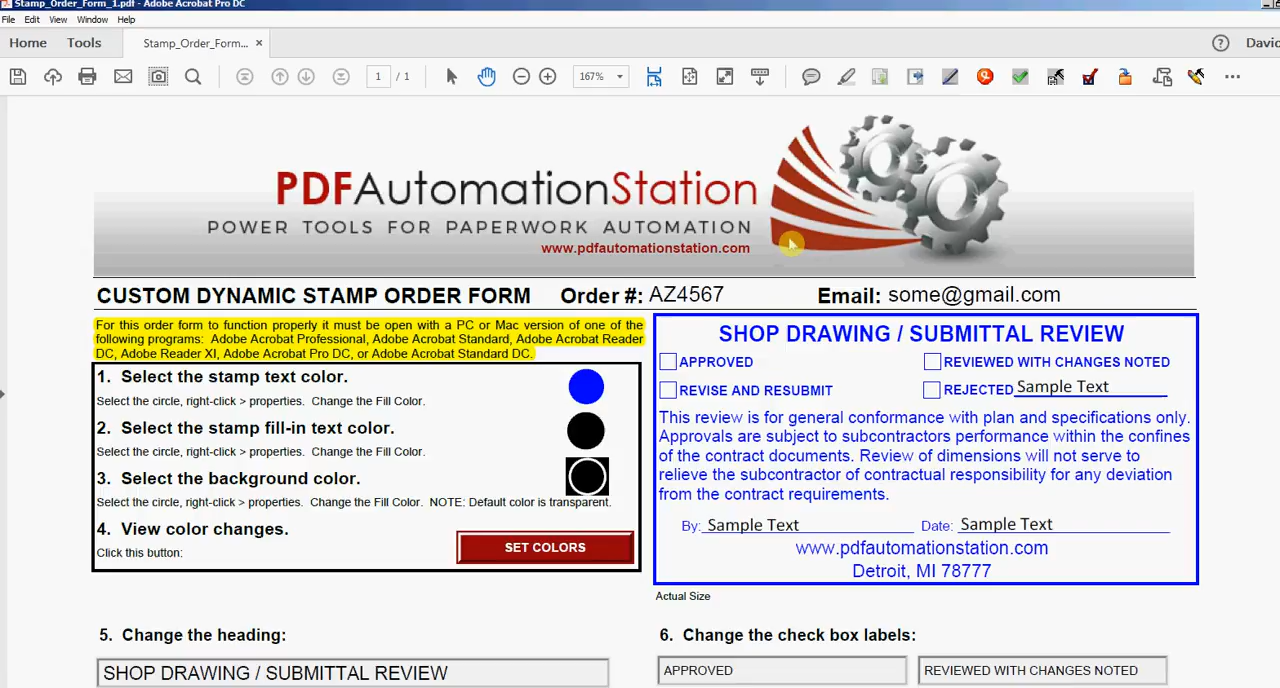 Stamp_Order_Form_1.pdf - Adobe Acrobat Pro DC
File Edit View Window Help
Home Tools Stamp_Order_Form... × ? Davi
1 / 1 167%
PDFAutomationStation
POWER TOOLS FOR PAPERWORK AUTOMATION
www.pdfautomationstation.com
CUSTOM DYNAMIC STAMP ORDER FORM Order #: AZ4567 Email: some@gmail.com
For this order form to function properly it must be open with a PC or Mac version of one of the
following programs: Adobe Acrobat Professional, Adobe Acrobat Standard, Adobe Acrobat Reader
DC, Adobe Reader XI, Adobe Acrobat Pro DC, or Adobe Acrobat Standard DC.
1. Select the stamp text color.
Select the circle, right-click > properties. Change the Fill Color.
2. Select the stamp fill-in text color.
Select the circle, right-click > properties. Change the Fill Color.
3. Select the background color.
Select the circle, right-click > properties. Change the Fill Color. NOTE: Default color is transparent.
4. View color changes.
Click this button:
SET COLORS
SHOP DRAWING / SUBMITTAL REVIEW
APPROVED REVIEWED WITH CHANGES NOTED
REVISE AND RESUBMIT REJECTED Sample Text
This review is for general conformance with plan and specifications only.
Approvals are subject to subcontractors performance within the confines
of the contract documents. Review of dimensions will not serve to
relieve the subcontractor of contractual responsibility for any deviation
from the contract requirements.
By: Sample Text Date: Sample Text
www.pdfautomationstation.com
Detroit, MI 78777
Actual Size
5. Change the heading:
SHOP DRAWING / SUBMITTAL REVIEW
6. Change the check box labels:
APPROVED REVIEWED WITH CHANGES NOTED